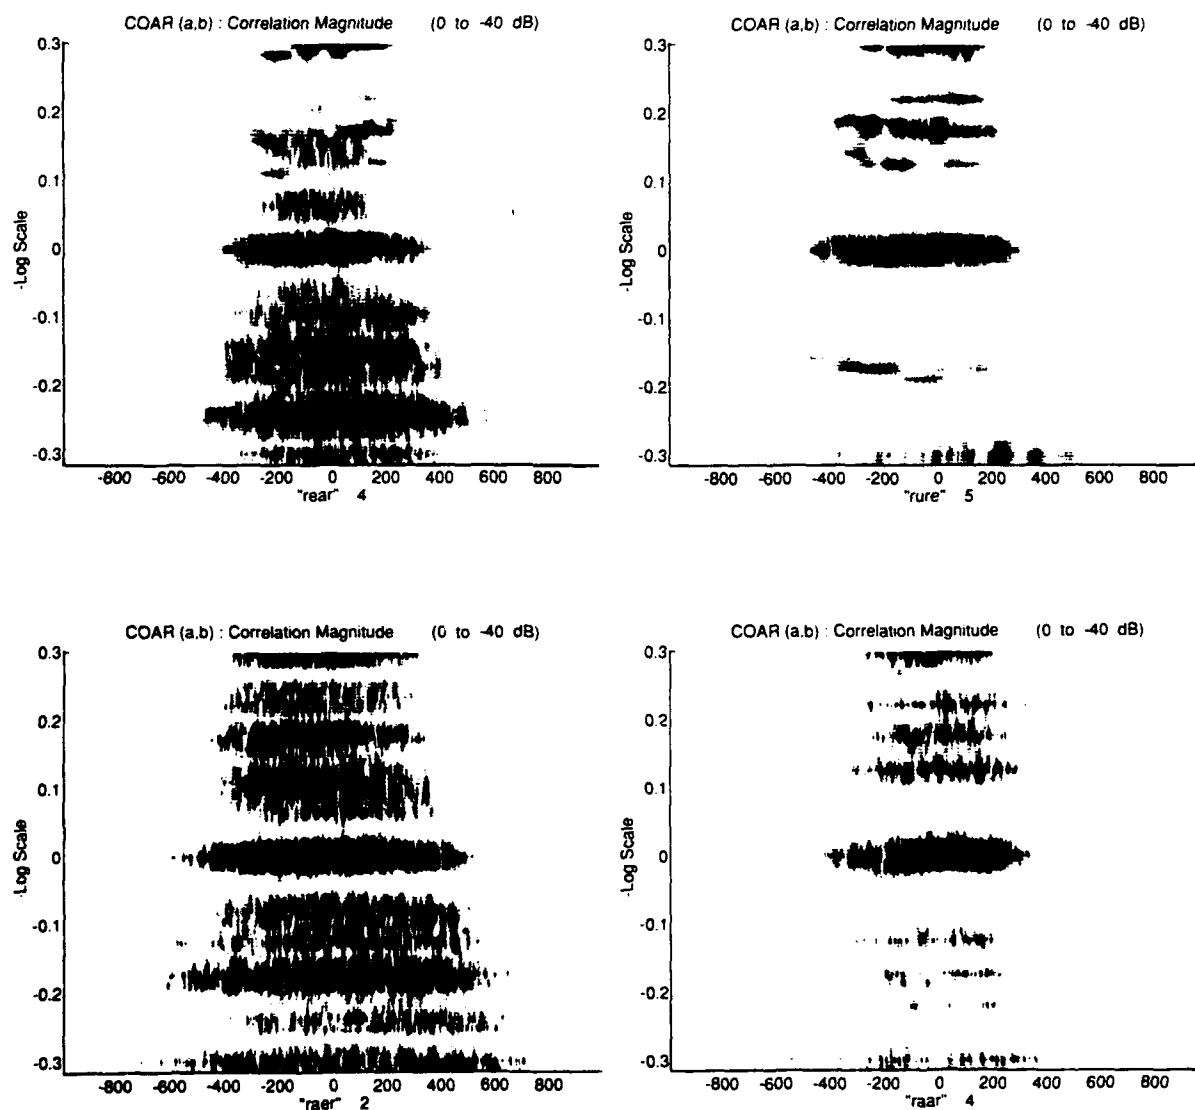 COAR (a,b) : Correlation Magnitude (0 to -40 dB)
0.3
0.2
0.1
0
-0.1
-0.2
-0.3
-Log Scale
-800 -600 -400 -200 0 200 400 600 800
"rear" 4
COAR (a,b) : Correlation Magnitude (0 to -40 dB)
0.3
0.2
0.1
0
-0.1
-0.2
-0.3
-Log Scale
-800 -600 -400 -200 0 200 400 600 800
"rure" 5
COAR (a,b) : Correlation Magnitude (0 to -40 dB)
0.3
0.2
0.1
0
-0.1
-0.2
-0.3
-Log Scale
-800 -600 -400 -200 0 200 400 600 800
"raer" 2
COAR (a,b) : Correlation Magnitude (0 to -40 dB)
0.3
0.2
0.1
0
-0.1
-0.2
-0.3
-Log Scale
-800 -600 -400 -200 0 200 400 600 800
"raar" 4